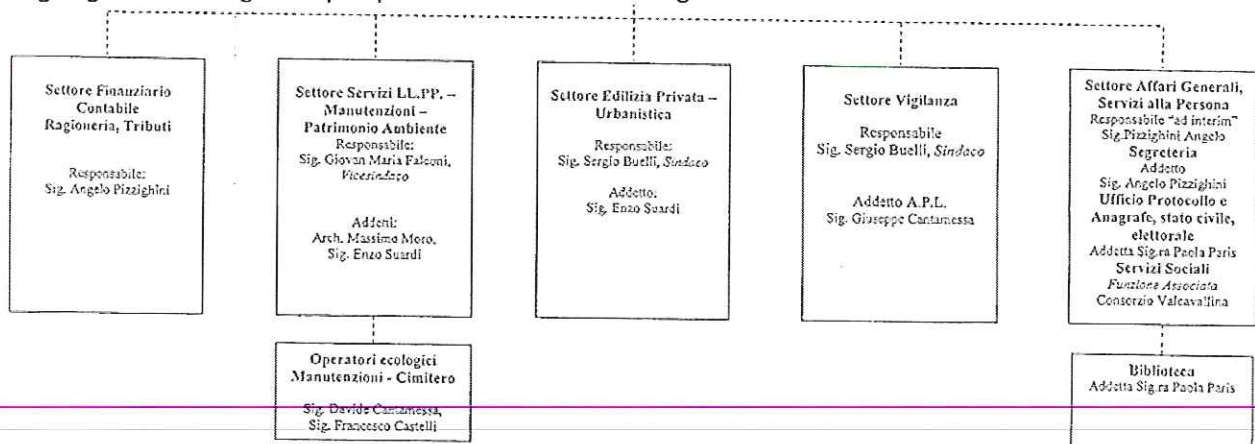 Settore Finanziario
Contabile
Ragioneria, Tributi
Responsabile:
Sig. Angelo Pizzighini
Settore Servizi LL.PP. –
Manutenzioni –
Patrimonio Ambiente
Responsabile:
Sig. Giovan Maria Falconi,
Vicesindaco
Addetti:
Arch. Massimo Moro,
Sig. Enzo Suardi
Operatori ecologici
Manutenzioni - Cimitero
Sig. Davide Cantamessa,
Sig. Francesco Castelli
Settore Edilizia Privata –
Urbanistica
Responsabile:
Sig. Sergio Buelli, Sindaco
Addetto:
Sig. Enzo Suardi
Settore Vigilanza
Responsabile
Sig. Sergio Buelli, Sindaco
Addetto A.P.L.
Sig. Giuseppe Cantamessa
Settore Affari Generali,
Servizi alla Persona
Responsabile "ad interim"
Sig.Pizzighini Angelo
Segreteria
Addetto
Sig. Angelo Pizzighini
Ufficio Protocollo e
Anagrafe, stato civile,
elettorale
Addetta Sig.ra Paola Paris
Servizi Sociali
Funzione Associata
Consorzio Valcavallina
Biblioteca
Addetta Sig.ra Paola Paris